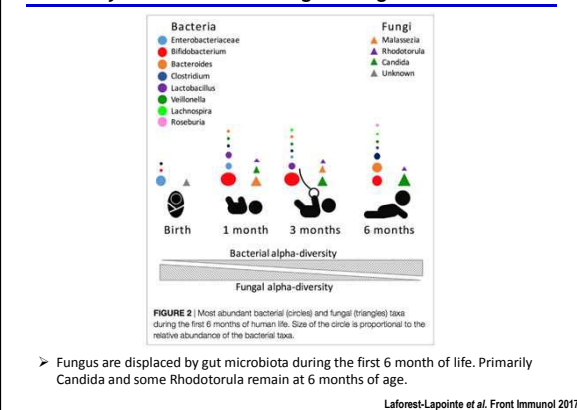 Bacteria
Enterobacteriaceae
Bifidobacterium
Bacteroides
Clostridium
Lactobacillus
Veillonella
Lachnospira
Roseburia
Fungi
Malassezia
Rhodotorula
Candida
Unknown
Birth
1 month
3 months
6 months
Bacterial alpha-diversity
Fungal alpha-diversity
FIGURE 2 | Most abundant bacterial (circles) and fungal (triangles) taxa
during the first 6 months of human life. Size of the circle is proportional to the
relative abundance of the bacterial taxa.
➢ Fungus are displaced by gut microbiota during the first 6 month of life. Primarily
Candida and some Rhodotorula remain at 6 months of age.
Laforest-Lapointe et al. Front Immunol 2017